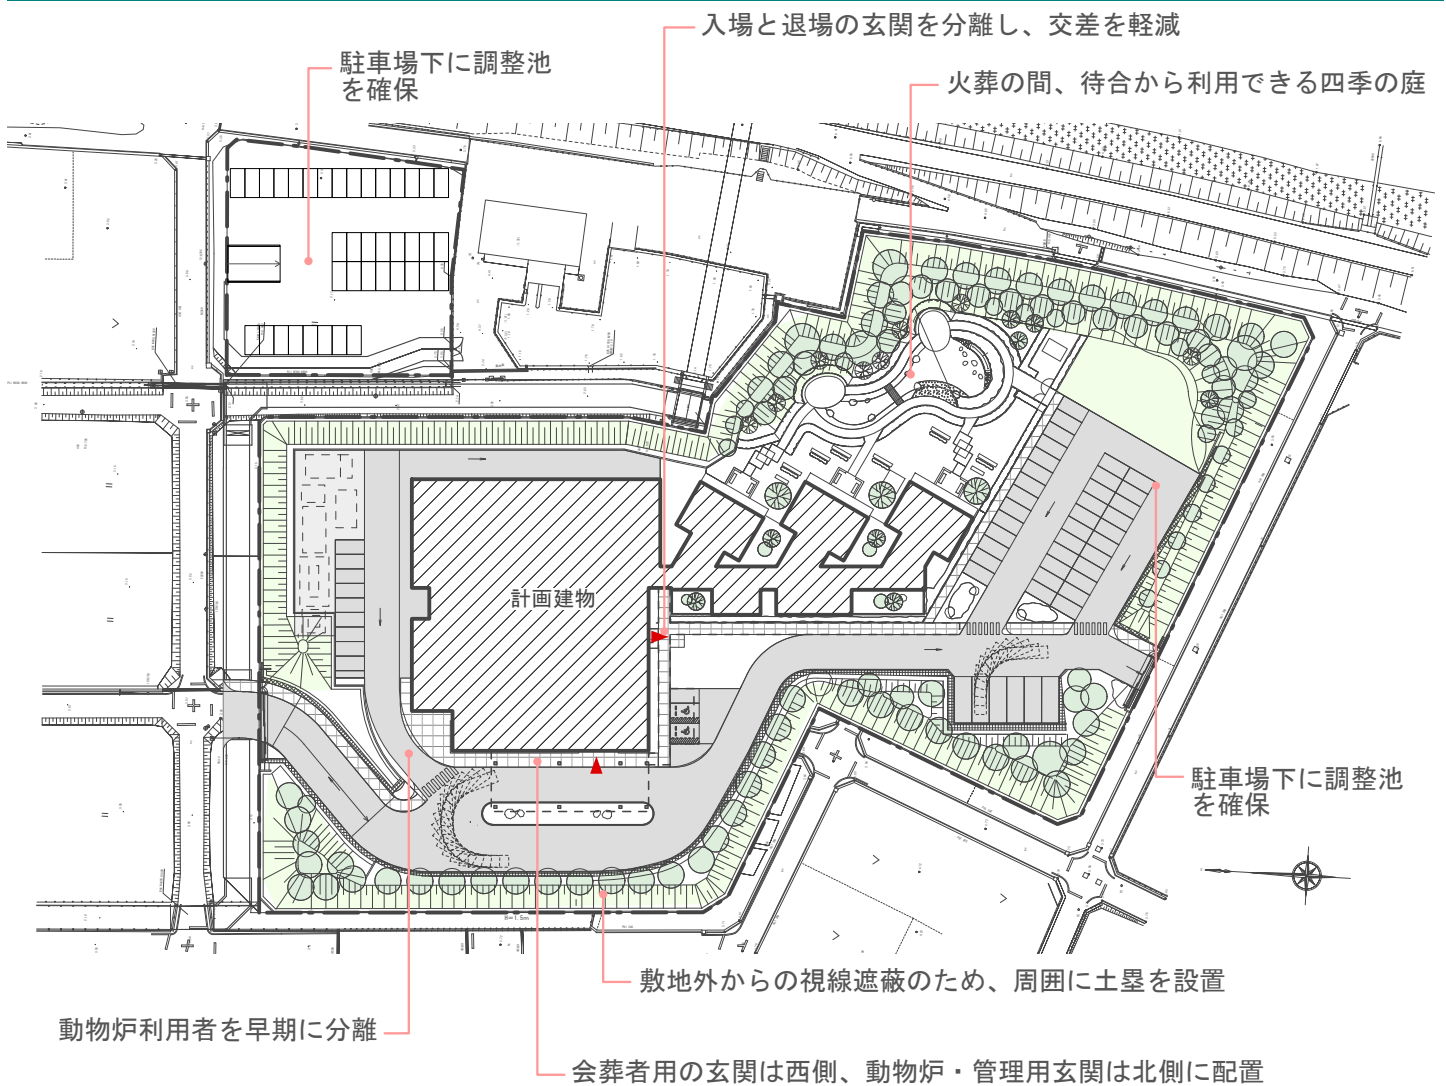 入場と退場の玄関を分離し、交差を軽減
駐車場下に調整池
を確保
火葬の間、待合から利用できる四季の庭
計画建物
駐車場下に調整池
を確保
H=1.5m
敷地外からの視線遮蔽のため、周囲に土塁を設置
動物炉利用者を早期に分離
会葬者用の玄関は西側、動物炉・管理用玄関は北側に配置